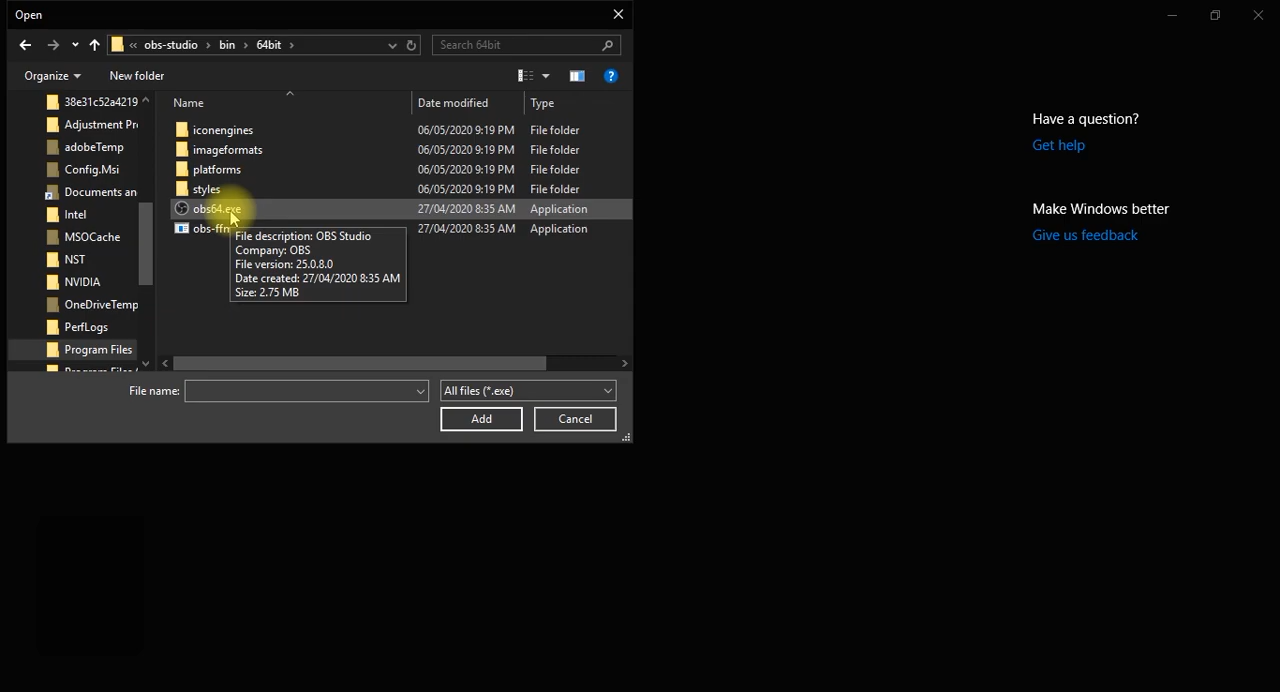 Open
« obs-studio › bin › 64bit ›
Search 64bit
Organize
New folder
Name
Date modified
Type
38e31c52a4219
Adjustment Pr
adobeTemp
Config.Msi
Documents an
Intel
MSOCache
NST
NVIDIA
OneDriveTemp
PerfLogs
Program Files
iconengines 06/05/2020 9:19 PM File folder
imageformats 06/05/2020 9:19 PM File folder
platforms 06/05/2020 9:19 PM File folder
styles 06/05/2020 9:19 PM File folder
obs64.exe 27/04/2020 8:35 AM Application
obs-ffm 27/04/2020 8:35 AM Application
File description: OBS Studio
Company: OBS
File version: 25.0.8.0
Date created: 27/04/2020 8:35 AM
Size: 2.75 MB
File name:
All files (*.exe)
Add
Cancel
Have a question?
Get help
Make Windows better
Give us feedback